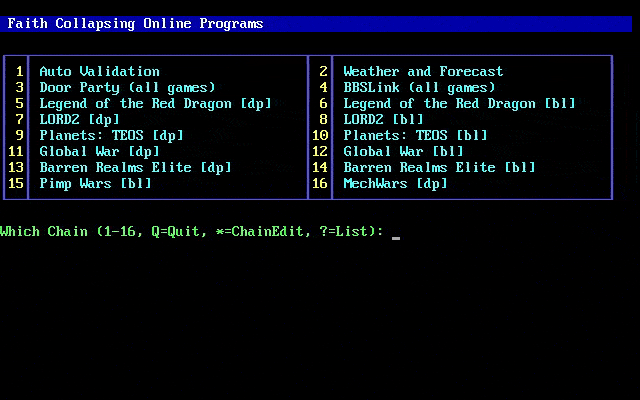 Faith Collapsing Online Programs
1 Auto Validation 2 Weather and Forecast
3 Door Party (all games) 4 BBSLink (all games)
5 Legend of the Red Dragon [dp] 6 Legend of the Red Dragon [bl]
7 LORD2 [dp] 8 LORD2 [bl]
9 Planets: TEOS [dp] 10 Planets: TEOS [bl]
11 Global War [dp] 12 Global War [bl]
13 Barren Realms Elite [dp] 14 Barren Realms Elite [bl]
15 Pimp Wars [bl] 16 MechWars [dp]
Which Chain (1-16, Q=Quit, *=ChainEdit, ?=List): _